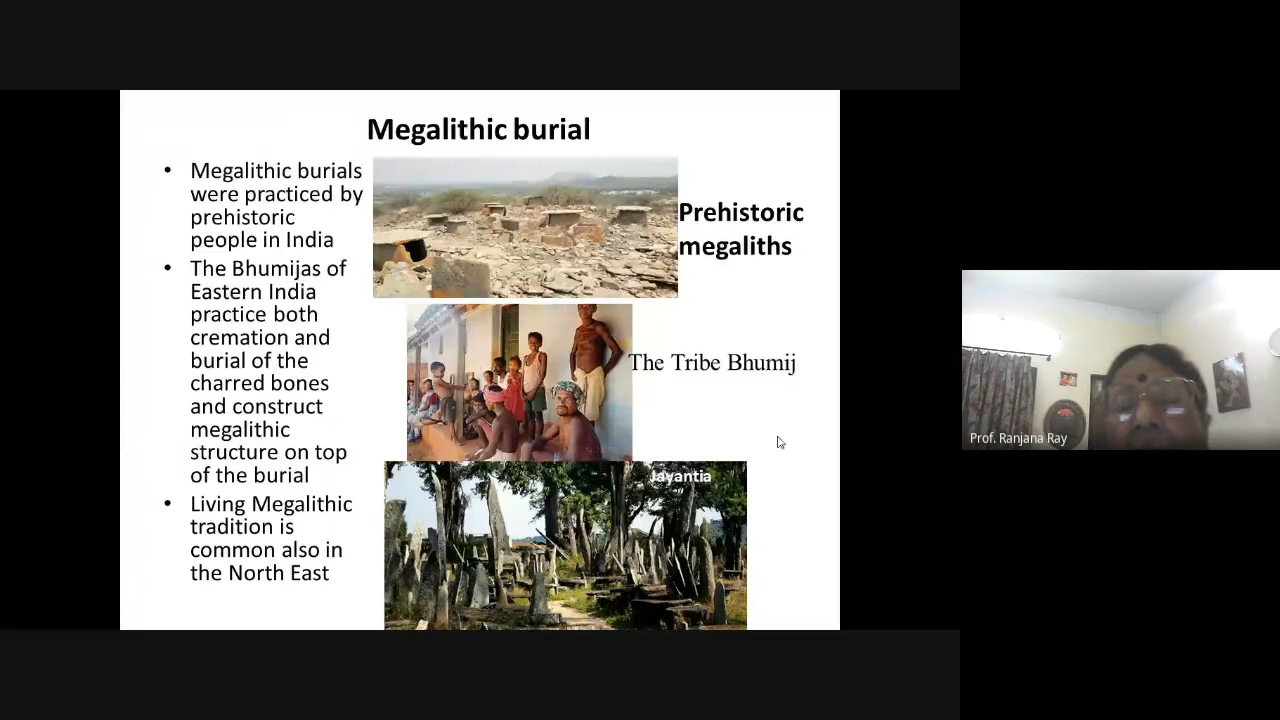 Megalithic burial
• Megalithic burials
were practiced by
prehistoric
people in India
• The Bhumijas of
Eastern India
practice both
cremation and
burial of the
charred bones
and construct
megalithic
structure on top
of the burial
• Living Megalithic
tradition is
common also in
the North East
Prehistoric
megaliths
The Tribe Bhumij
Jayantia
Prof. Ranjana Ray